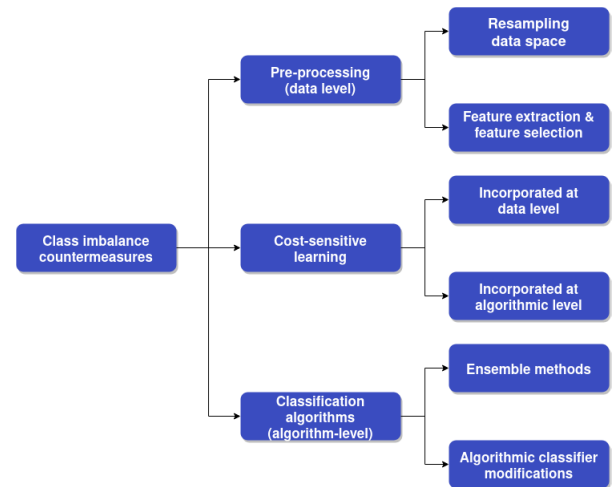 Resampling
data space
Pre-processing
(data level)
Feature extraction &
feature selection
Class imbalance
countermeasures
Cost-sensitive
learning
Incorporated at
data level
Incorporated at
algorithmic level
Classification
algorithms
(algorithm-level)
Ensemble methods
Algorithmic classifier
modifications